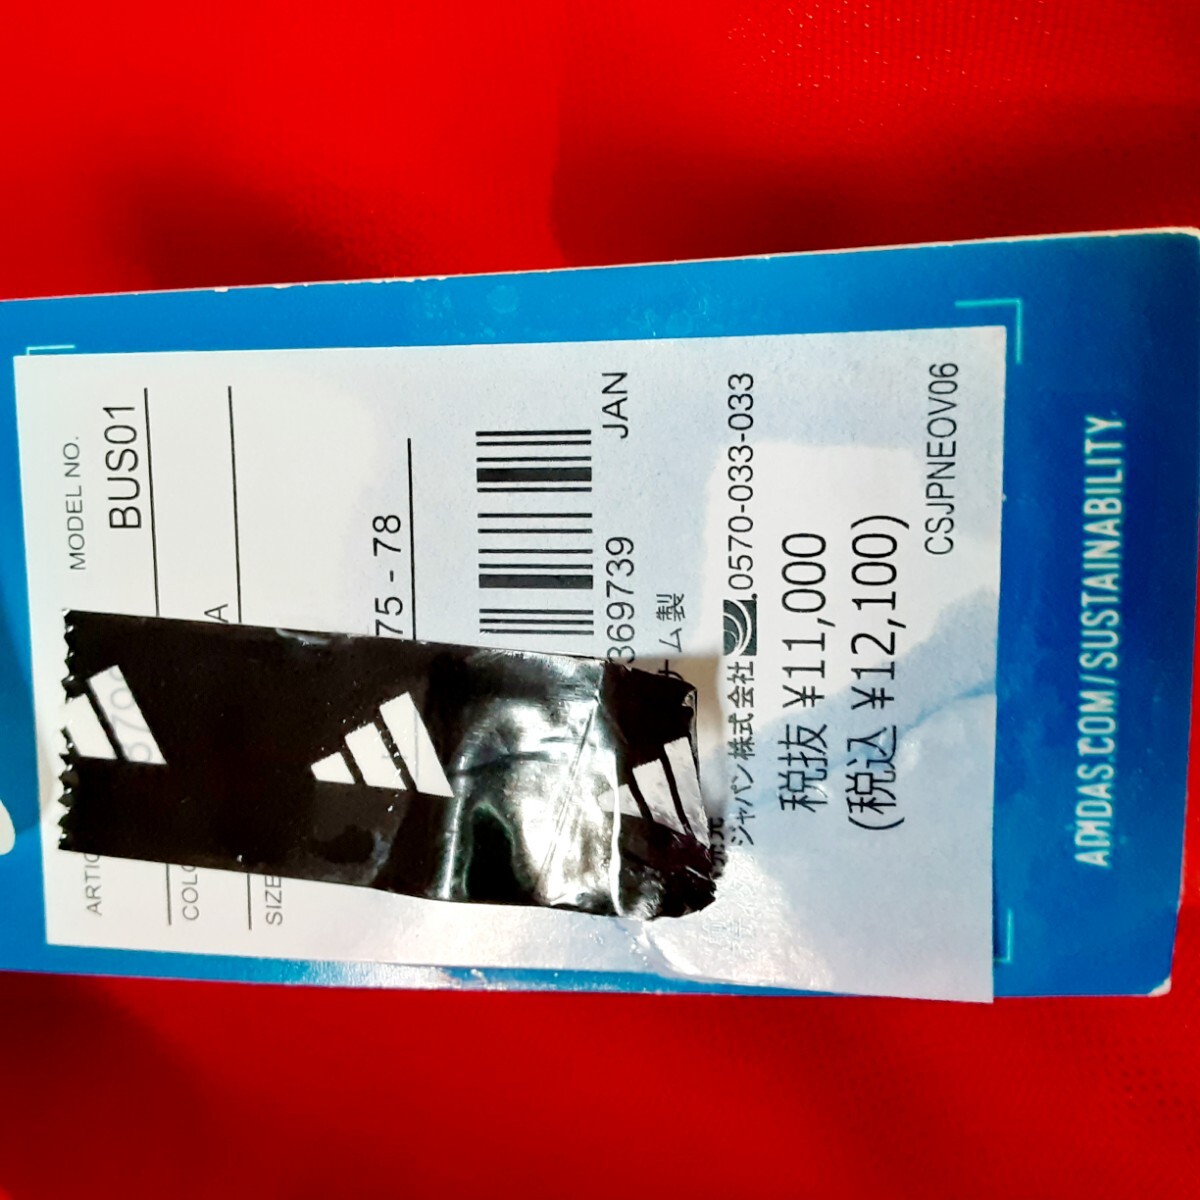 MODEL NO.
BUS01
ARTIC
COLO
A
SIZE
75 - 78
369739
JAN
ム製
ジャパン株式会社
0570-033-033
税抜 ¥11,000
(税込 ¥12,100)
CSJPNEOV06
ADIDAS.COM/SUSTAINABILITY